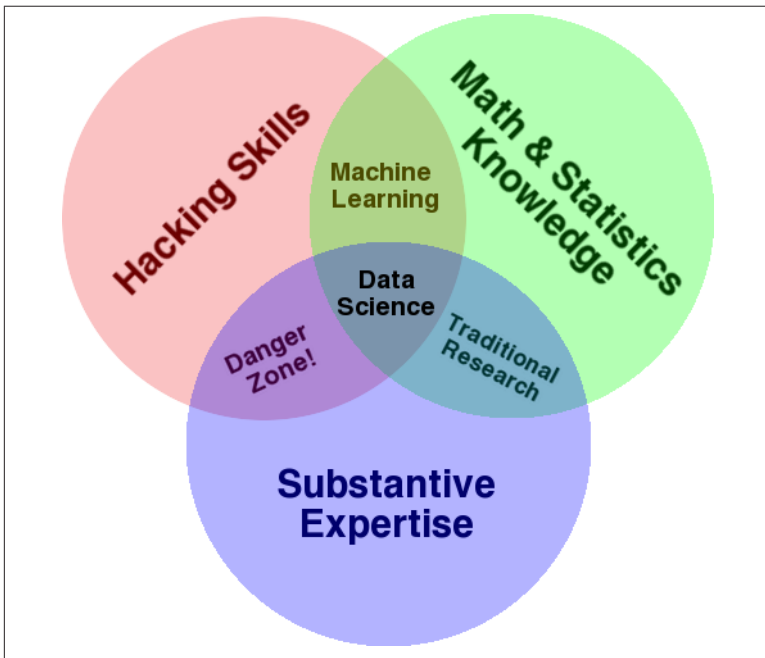 Hacking Skills
Math & Statistics
Knowledge
Machine
Learning
Data
Science
Danger
Zone!
Traditional
Research
Substantive
Expertise